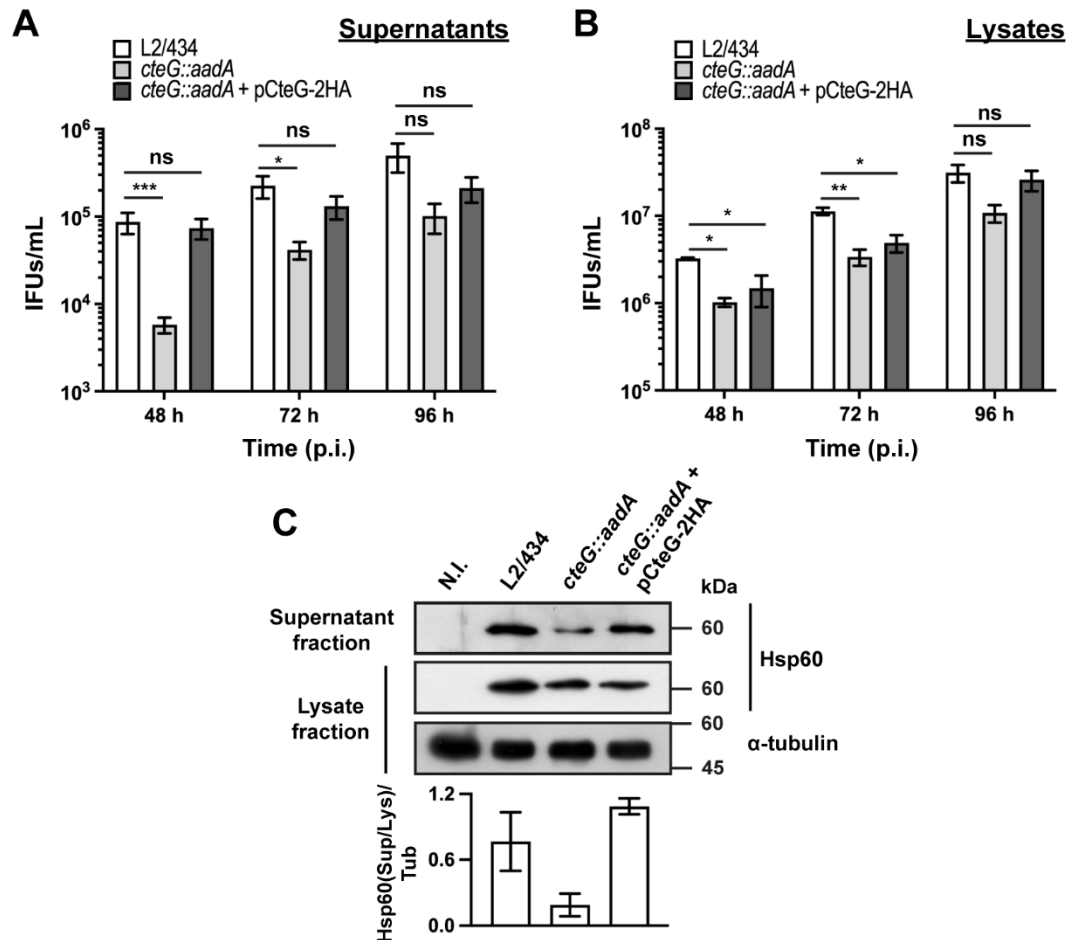 A
Supernatants
L2/434
cteG::aadA
cteG::aadA + pCteG-2HA
ns
***
ns
*
ns
ns
10⁶
10⁵
10⁴
10³
IFUs/mL
48 h
72 h
96 h
Time (p.i.)
B
Lysates
L2/434
cteG::aadA
cteG::aadA + pCteG-2HA
*
*
*
**
ns
ns
10⁸
10⁷
10⁶
10⁵
IFUs/mL
48 h
72 h
96 h
Time (p.i.)
C
N.I.
L2/434
cteG::aadA
cteG::aadA +
pCteG-2HA
kDa
Supernatant
fraction
60
Hsp60
Lysate
fraction
60
60
α-tubulin
45
Hsp60(Sup/Lys)/
Tub
1.2
0.6
0.0